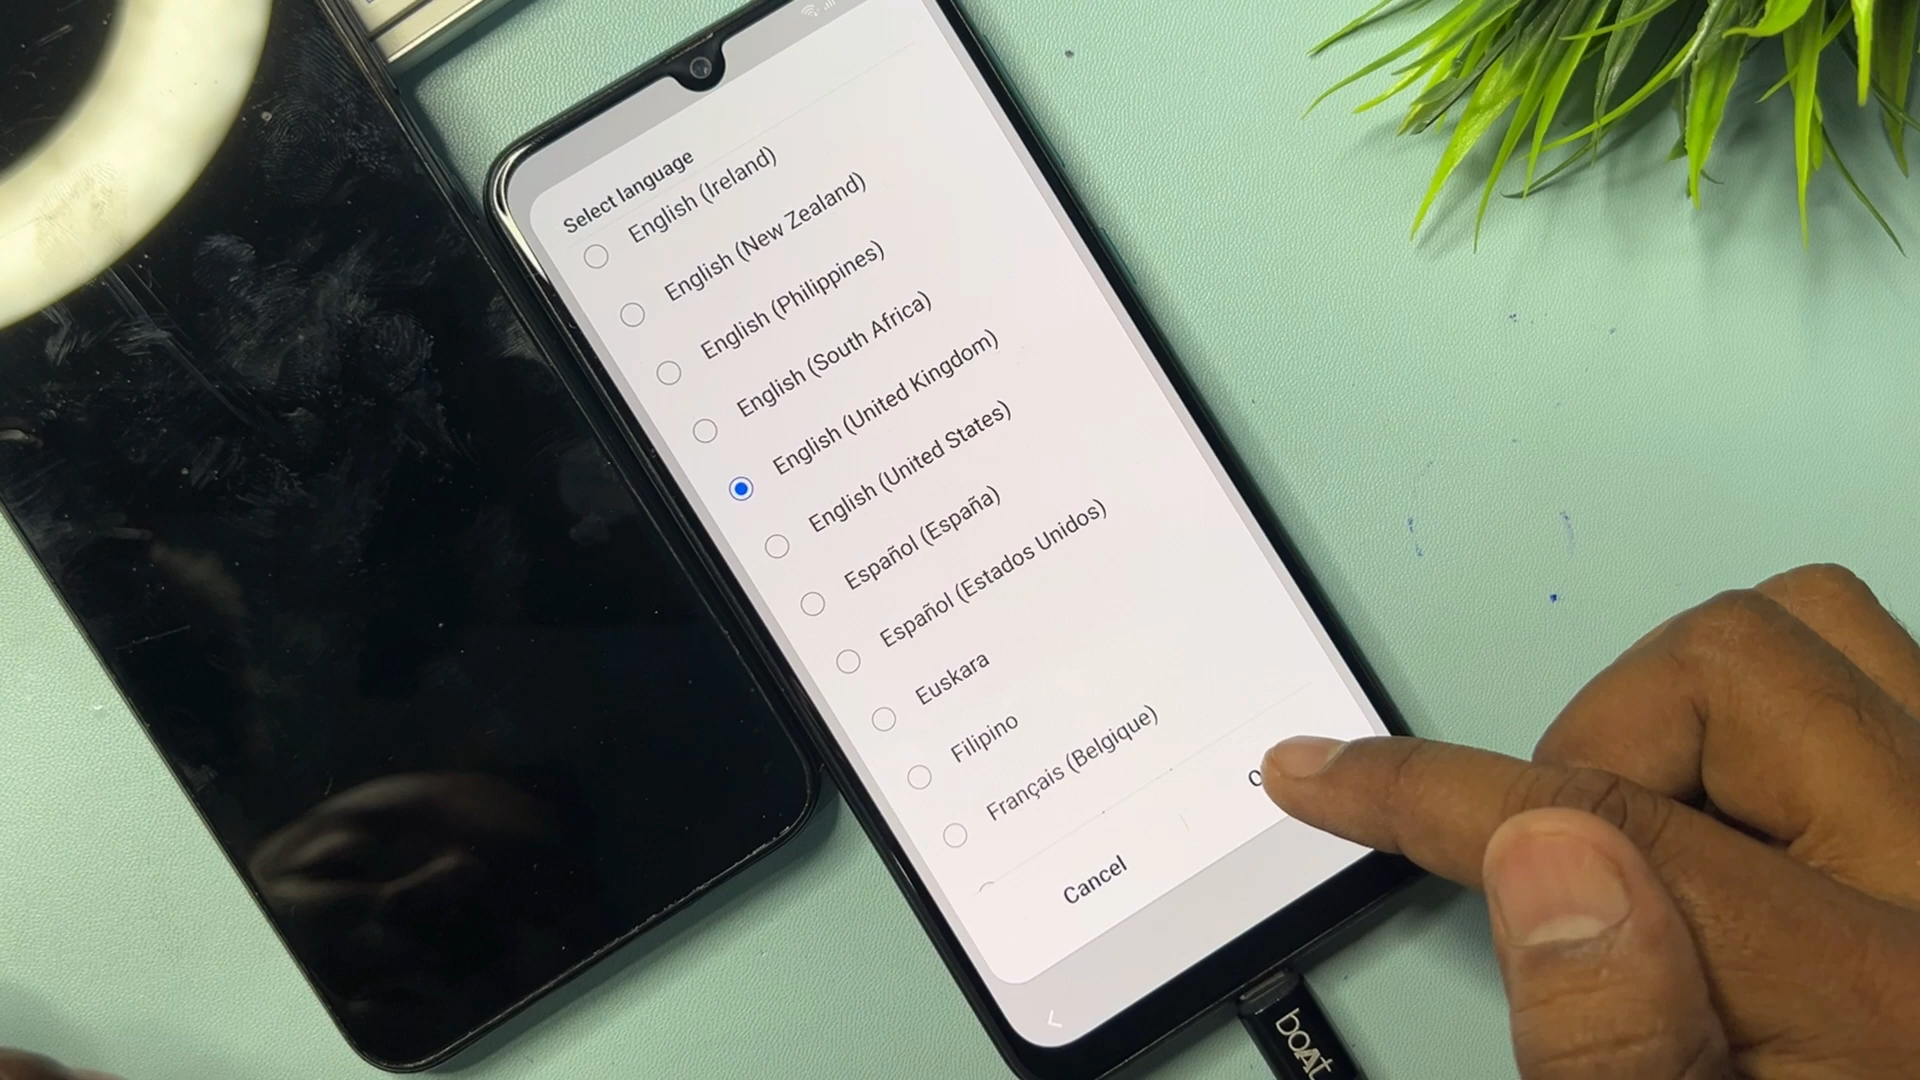 Select language
English (Ireland)
English (New Zealand)
English (Philippines)
English (South Africa)
English (United Kingdom)
English (United States)
Español (España)
Español (Estados Unidos)
Euskara
Filipino
Français (Belgique)
Cancel
boAt